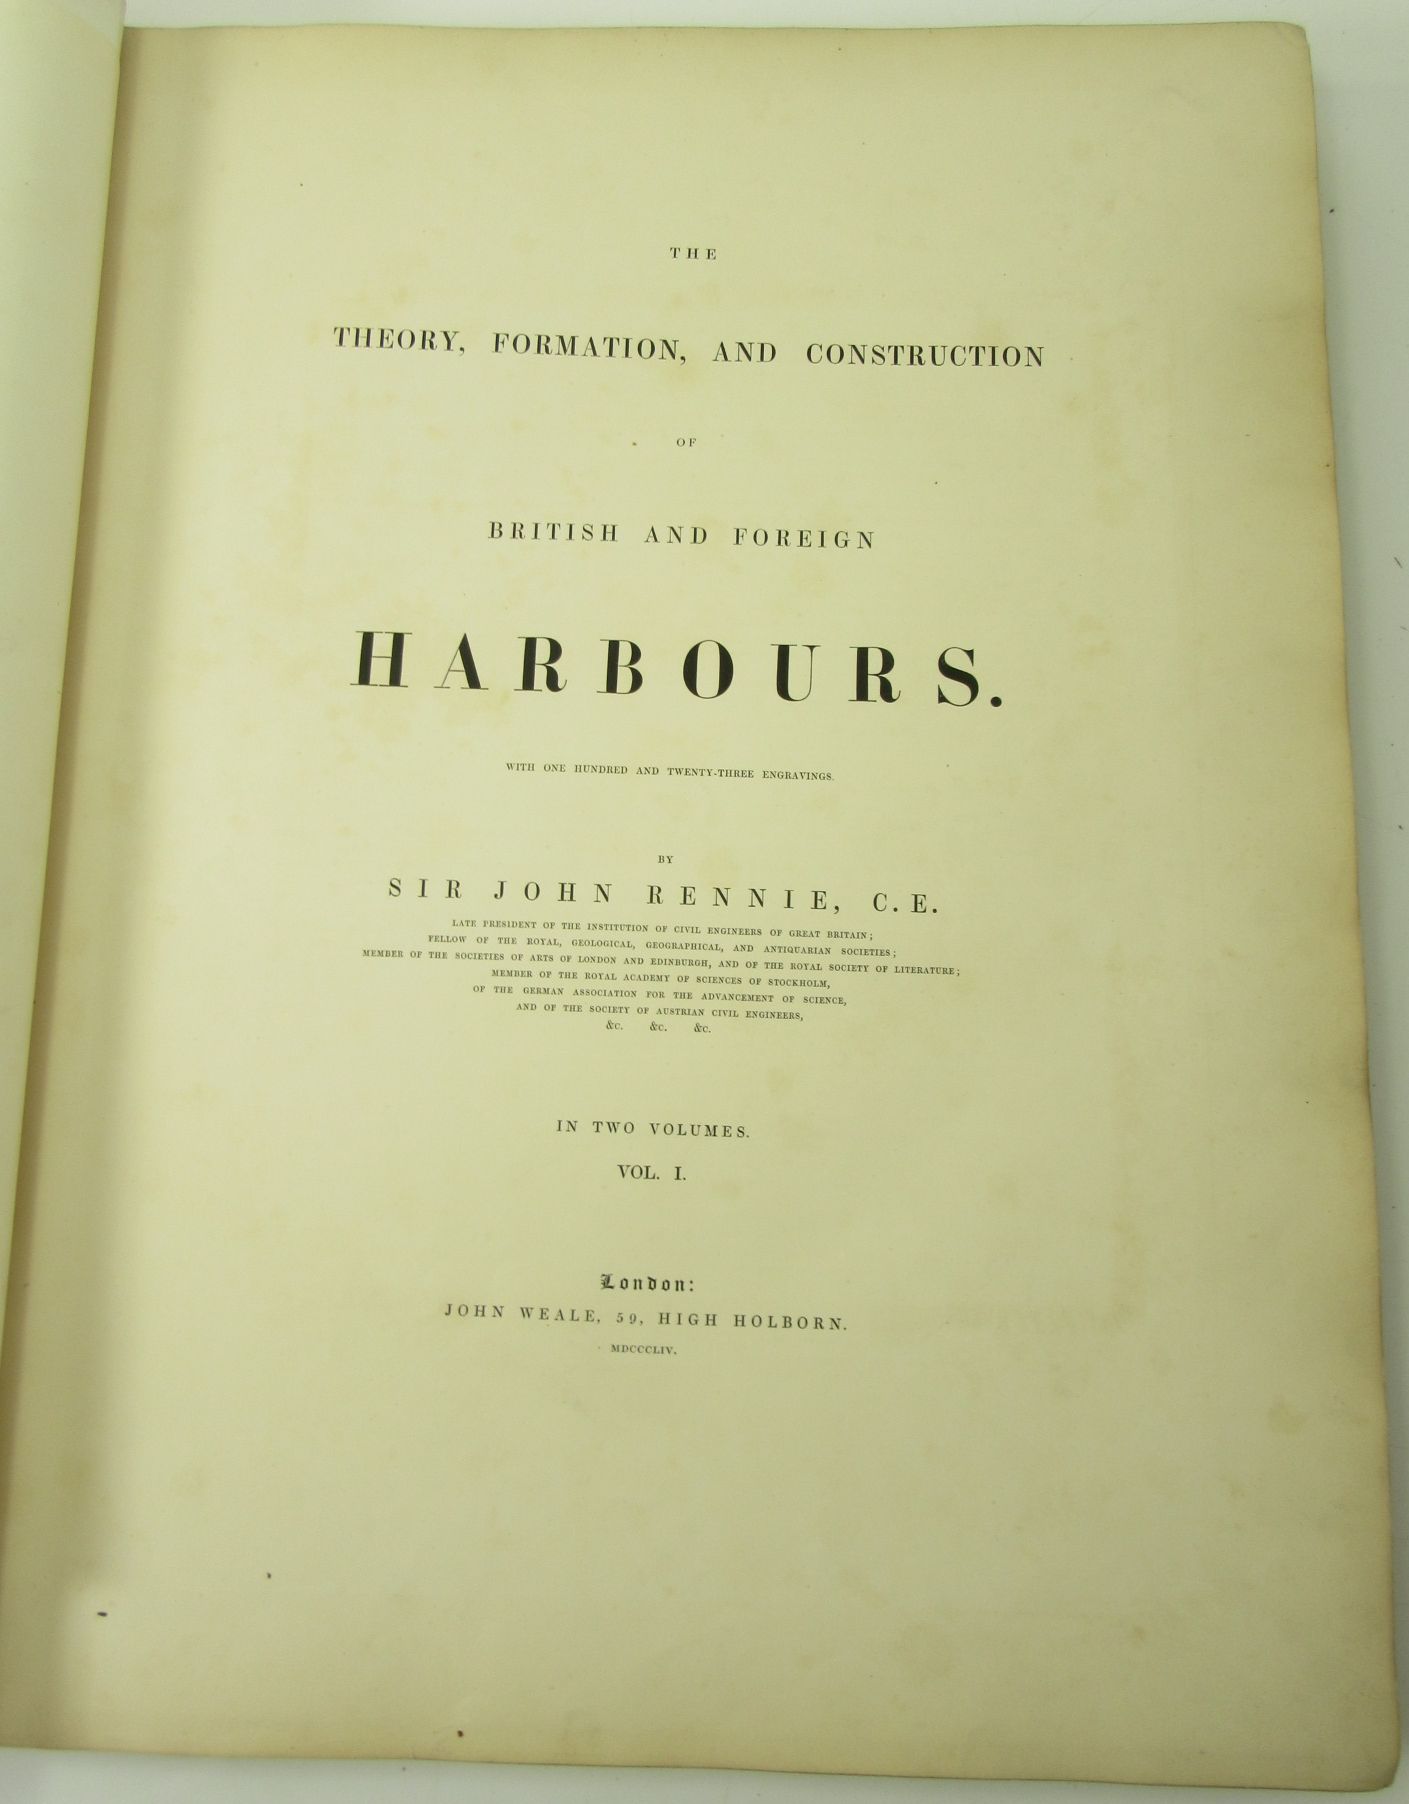 THE
THEORY, FORMATION, AND CONSTRUCTION
OF
BRITISH AND FOREIGN
HARBOURS.
WITH ONE HUNDRED AND TWENTY-THREE ENGRAVINGS.
BY
SIR JOHN RENNIE, C.E.
LATE PRESIDENT OF THE INSTITUTION OF CIVIL ENGINEERS OF GREAT BRITAIN;
FELLOW OF THE ROYAL, GEOLOGICAL, GEOGRAPHICAL, AND ANTIQUARIAN SOCIETIES;
MEMBER OF THE SOCIETIES OF ARTS OF LONDON AND EDINBURGH, AND OF THE ROYAL SOCIETY OF LITERATURE;
MEMBER OF THE ROYAL ACADEMY OF SCIENCES OF STOCKHOLM,
OF THE GERMAN ASSOCIATION FOR THE ADVANCEMENT OF SCIENCE,
AND OF THE SOCIETY OF AUSTRIAN CIVIL ENGINEERS,
&C. &C. &C.
IN TWO VOLUMES.
VOL. I.
London:
JOHN WEALE, 59, HIGH HOLBORN.
MDCCCLIV.